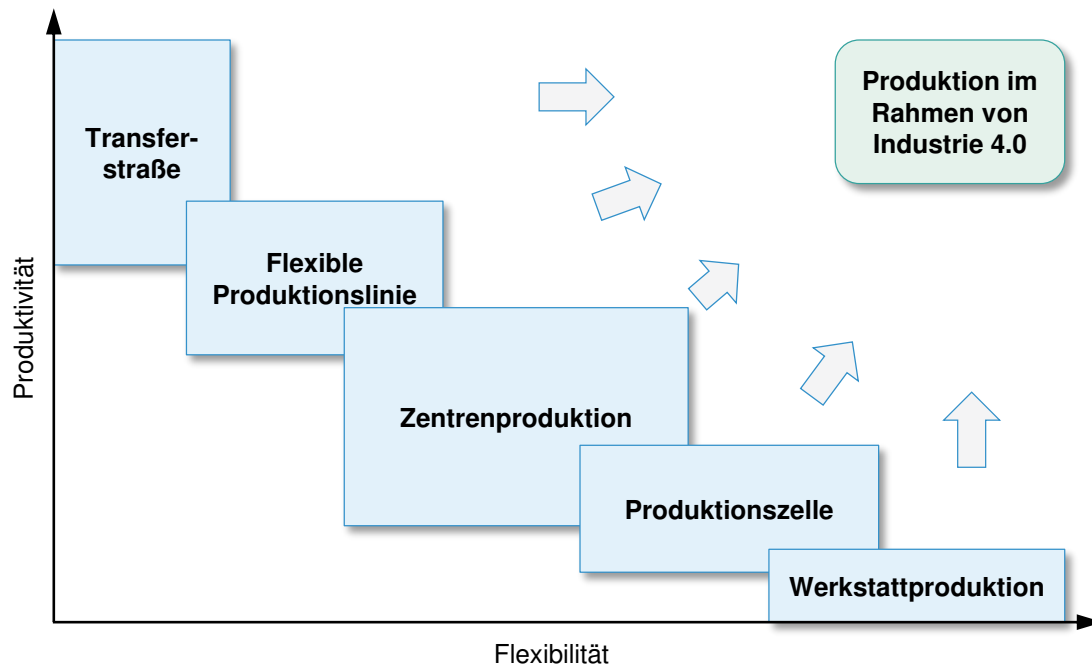 Produktivität
Transfer-
straße
Produktion im
Rahmen von
Industrie 4.0
Flexible
Produktionslinie
Zentrenproduktion
Produktionszelle
Werkstattproduktion
Flexibilität